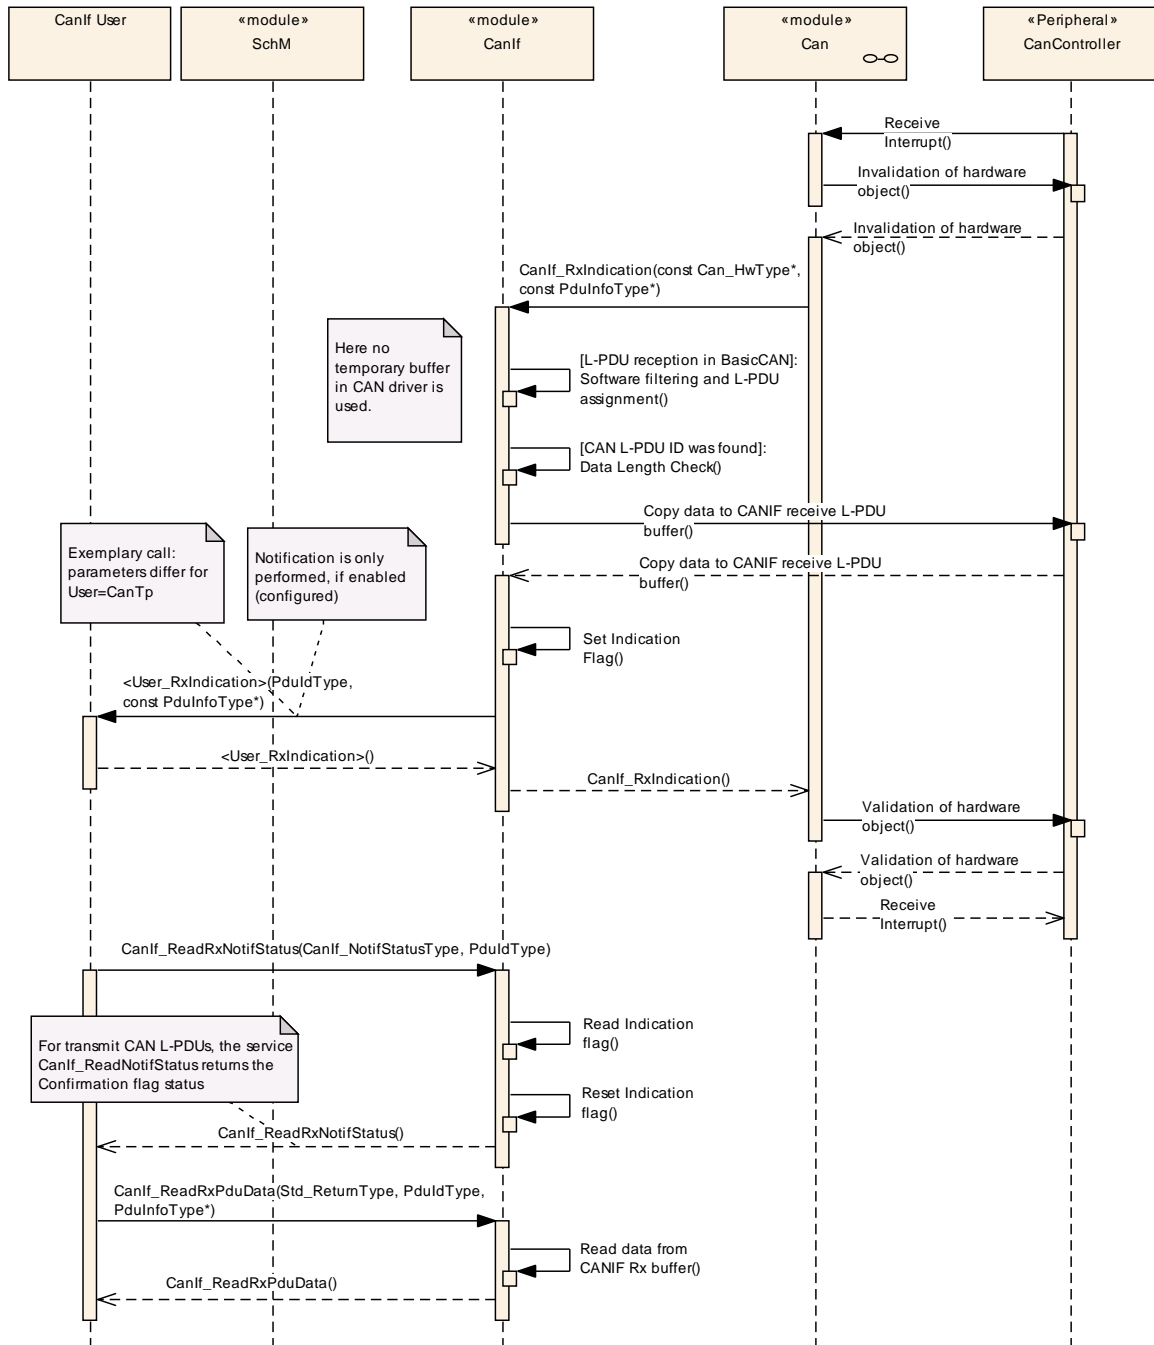 CanIf User
«module»
SchM
«module»
CanIf
«module»
Can
«Peripheral»
CanController
Receive
Interrupt()
Invalidation of hardware
object()
Invalidation of hardware
object()
CanIf_RxIndication(const Can_HwType*,
const PduInfoType*)
Here no
temporary buffer
in CAN driver is
used.
[L-PDU reception in BasicCAN]:
Software filtering and L-PDU
assignment()
[CAN L-PDU ID was found]:
Data Length Check()
Copy data to CANIF receive L-PDU
buffer()
Exemplary call:
parameters differ for
User=CanTp
Notification is only
performed, if enabled
(configured)
Copy data to CANIF receive L-PDU
buffer()
Set Indication
Flag()
<User_RxIndication>(PduIdType,
const PduInfoType*)
<User_RxIndication>()
CanIf_RxIndication()
Validation of hardware
object()
Validation of hardware
object()
Receive
Interrupt()
CanIf_ReadRxNotifStatus(CanIf_NotifStatusType, PduIdType)
Read Indication
flag()
For transmit CAN L-PDUs, the service
CanIf_ReadNotifStatus returns the
Confirmation flag status
Reset Indication
flag()
CanIf_ReadRxNotifStatus()
CanIf_ReadRxPduData(Std_ReturnType, PduIdType,
PduInfoType*)
Read data from
CANIF Rx buffer()
CanIf_ReadRxPduData()